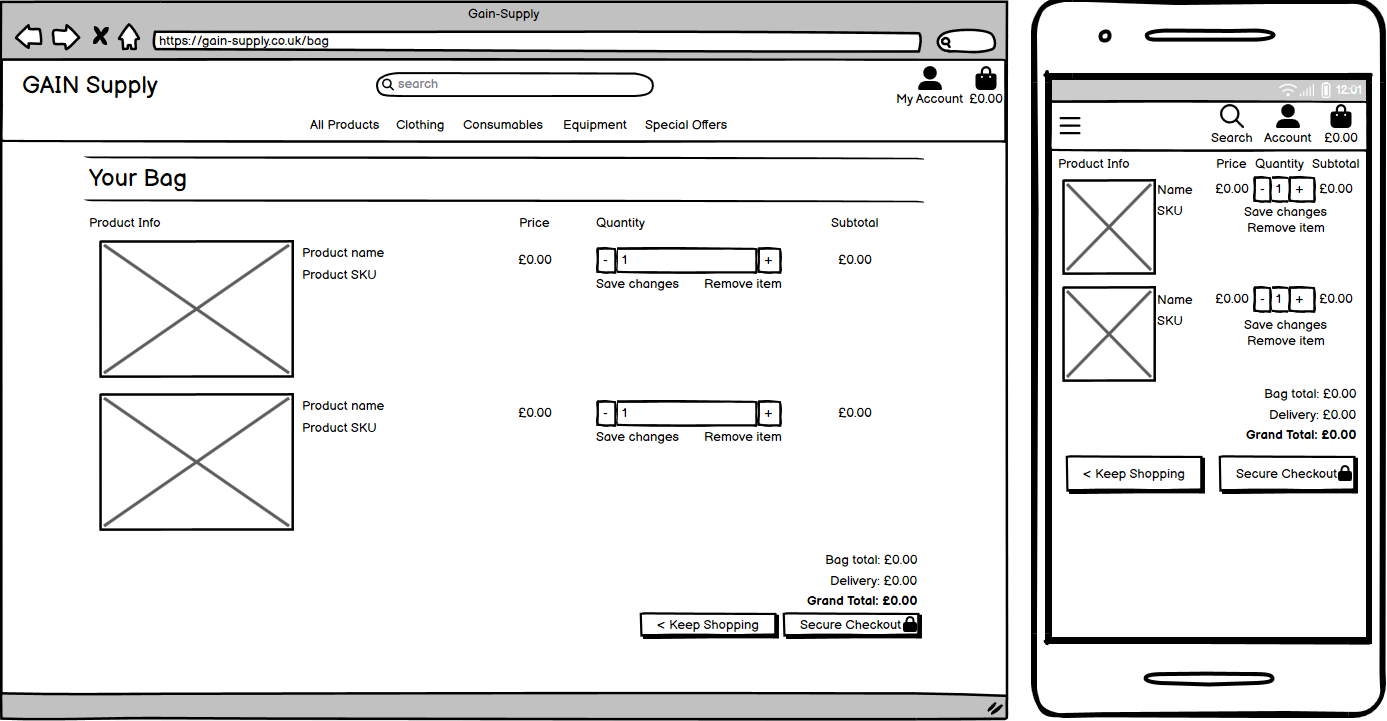 Gain-Supply
https://gain-supply.co.uk/bag
GAIN Supply
search
My Account £0.00
All Products Clothing Consumables Equipment Special Offers
Your Bag
Product Info Price Quantity Subtotal
Product name
£0.00 - 1 + £0.00
Product SKU
Save changes Remove item
Product name
£0.00 - 1 + £0.00
Product SKU
Save changes Remove item
Bag total: £0.00
Delivery: £0.00
Grand Total: £0.00
< Keep Shopping Secure Checkout
12:01
Search Account £0.00
Product Info Price Quantity Subtotal
Name £0.00 - 1 + £0.00
SKU
Save changes
Remove item
Name £0.00 - 1 + £0.00
SKU
Save changes
Remove item
Bag total: £0.00
Delivery: £0.00
Grand Total: £0.00
< Keep Shopping Secure Checkout